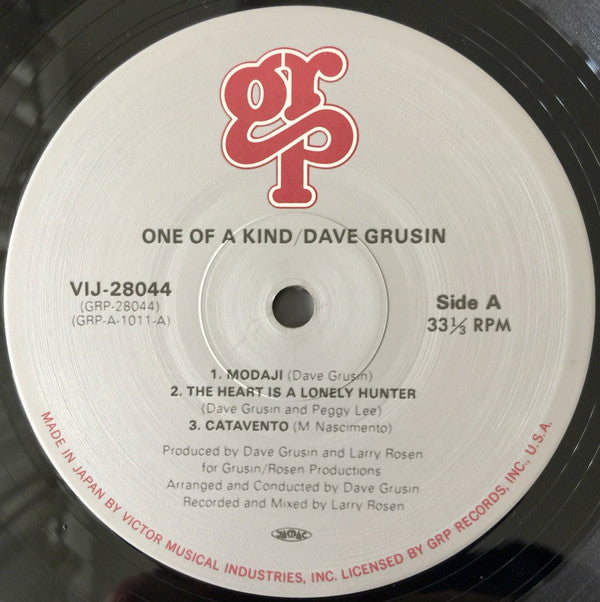 grp
ONE OF A KIND/DAVE GRUSIN
VIJ-28044
(GRP-28044)
(GRP-A-1011-A)
Side A
33⅓ RPM
1. MODAJI (Dave Grusin)
2. THE HEART IS A LONELY HUNTER
(Dave Grusin and Peggy Lee)
3. CATAVENTO (M. Nascimento)
Produced by Dave Grusin and Larry Rosen
for Grusin/Rosen Productions
Arranged and Conducted by Dave Grusin
Recorded and Mixed by Larry Rosen
JASRAC
MADE IN JAPAN BY VICTOR MUSICAL INDUSTRIES, INC. LICENSED BY GRP RECORDS, INC., U.S.A.